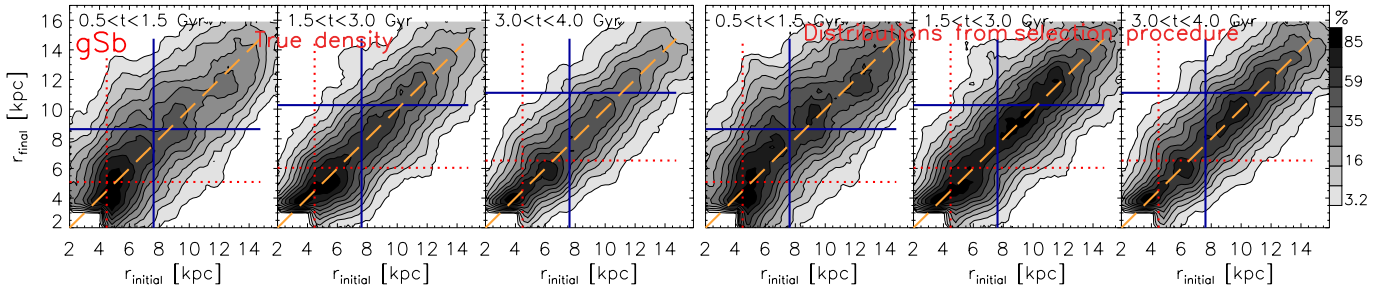 0.5<t<1.5 Gyr 1.5<t<3.0 Gyr 3.0<t<4.0 Gyr 0.5<t<1.5 Gyr 1.5<t<3.0 Gyr 3.0<t<4.0 Gyr %
gSb True density Distributions from selection procedure
16
14
12
10
8
6
4
2
r_final [kpc]
85
59
35
16
3.2
2 4 6 8 10 12 14 2 4 6 8 10 12 14 2 4 6 8 10 12 14 2 4 6 8 10 12 14 2 4 6 8 10 12 14 2 4 6 8 10 12 14
r_initial [kpc] r_initial [kpc] r_initial [kpc] r_initial [kpc] r_initial [kpc] r_initial [kpc]